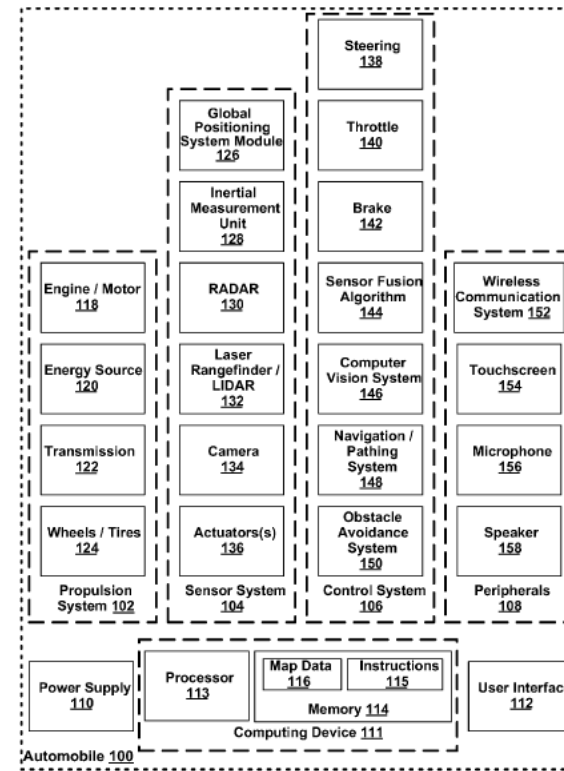 Steering
138
Throttle
140
Brake
142
Sensor Fusion
Algorithm
144
Computer
Vision System
146
Navigation /
Pathing
System
148
Obstacle
Avoidance
System
150
Control System
106
Global
Positioning
System Module
126
Inertial
Measurement
Unit
128
RADAR
130
Laser
Rangefinder /
LIDAR
132
Camera
134
Actuators(s)
136
Sensor System
104
Engine / Motor
118
Energy Source
120
Transmission
122
Wheels / Tires
124
Propulsion
System 102
Wireless
Communication
System 152
Touchscreen
154
Microphone
156
Speaker
158
Peripherals
108
Power Supply
110
Processor
113
Map Data
116
Instructions
115
Memory 114
Computing Device 111
User Interfac
112
Automobile 100